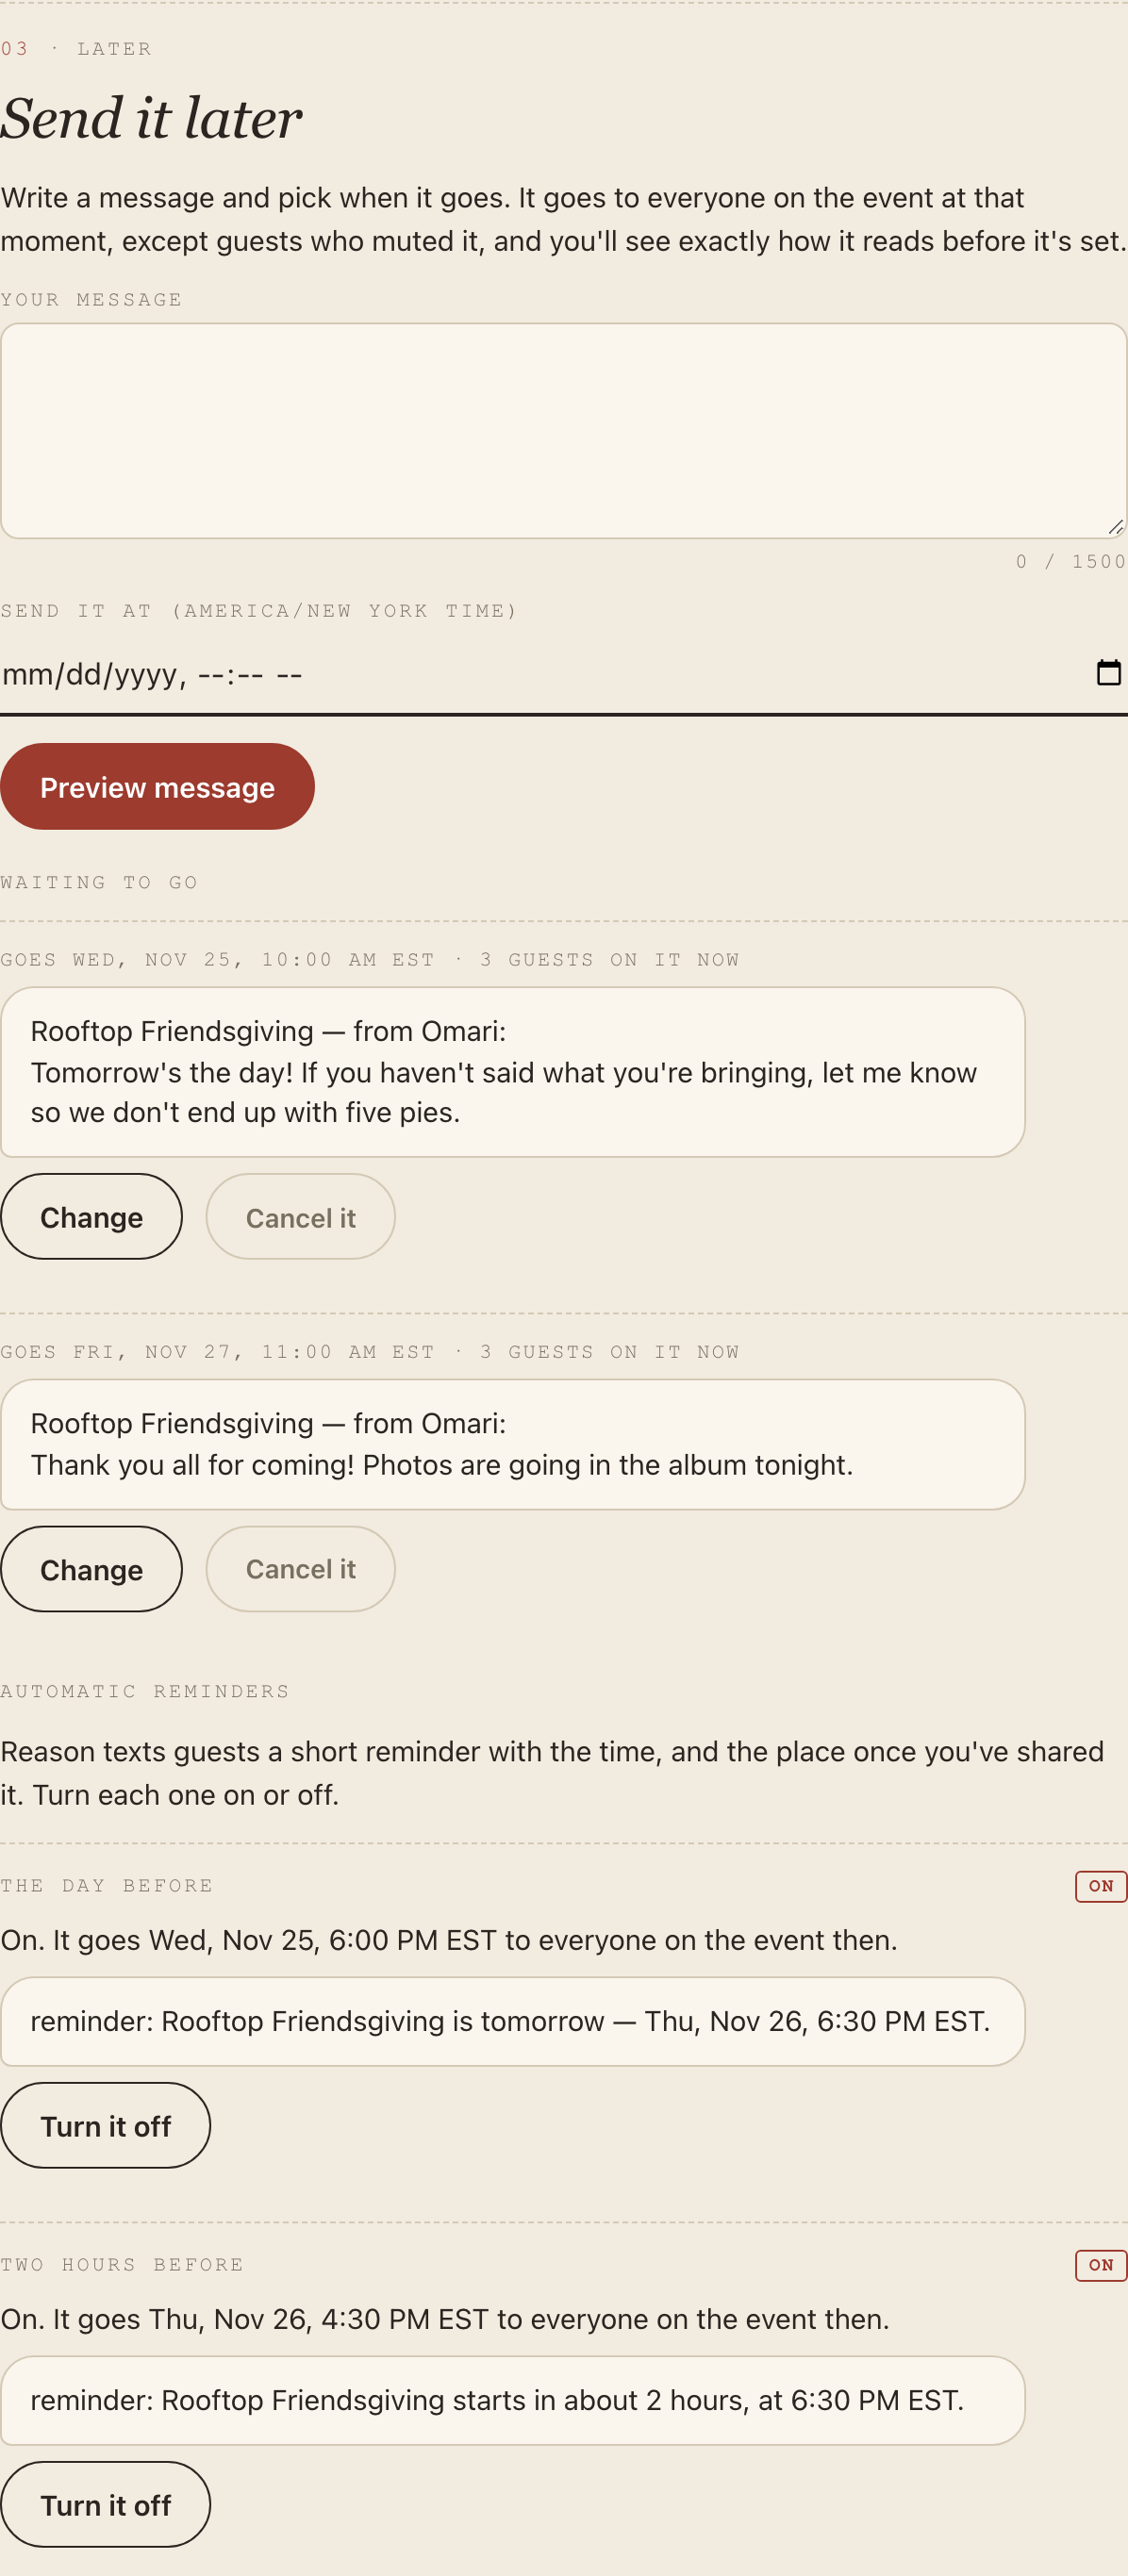 03 · LATER
Send it later
Write a message and pick when it goes. It goes to everyone on the event at that
moment, except guests who muted it, and you'll see exactly how it reads before it's set.
YOUR MESSAGE
0 / 1500
SEND IT AT (AMERICA/NEW YORK TIME)
mm/dd/yyyy, --:-- --
Preview message
WAITING TO GO
GOES WED, NOV 25, 10:00 AM EST · 3 GUESTS ON IT NOW
Rooftop Friendsgiving — from Omari:
Tomorrow's the day! If you haven't said what you're bringing, let me know
so we don't end up with five pies.
Change Cancel it
GOES FRI, NOV 27, 11:00 AM EST · 3 GUESTS ON IT NOW
Rooftop Friendsgiving — from Omari:
Thank you all for coming! Photos are going in the album tonight.
Change Cancel it
AUTOMATIC REMINDERS
Reason texts guests a short reminder with the time, and the place once you've shared
it. Turn each one on or off.
THE DAY BEFORE ON
On. It goes Wed, Nov 25, 6:00 PM EST to everyone on the event then.
reminder: Rooftop Friendsgiving is tomorrow — Thu, Nov 26, 6:30 PM EST.
Turn it off
TWO HOURS BEFORE ON
On. It goes Thu, Nov 26, 4:30 PM EST to everyone on the event then.
reminder: Rooftop Friendsgiving starts in about 2 hours, at 6:30 PM EST.
Turn it off